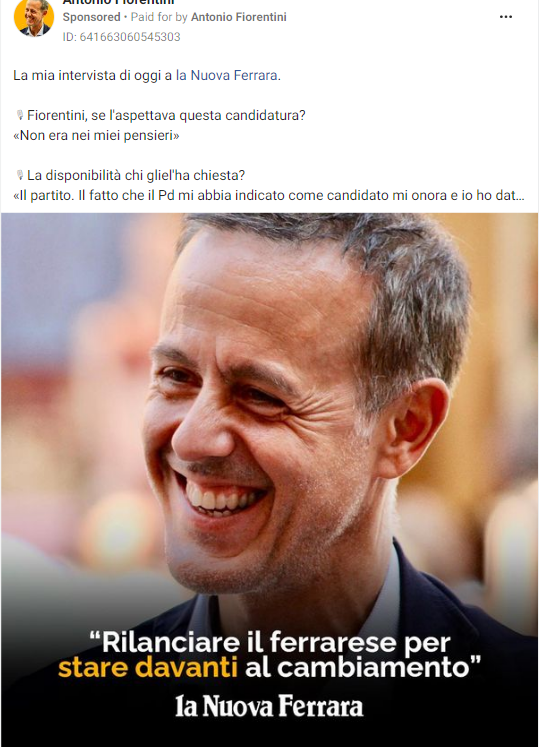 Antonio Fiorentini
Sponsored • Paid for by Antonio Fiorentini
ID: 641663060545303
La mia intervista di oggi a la Nuova Ferrara.
🎙Fiorentini, se l'aspettava questa candidatura?
«Non era nei miei pensieri»
🎙La disponibilità chi gliel'ha chiesta?
«Il partito. Il fatto che il Pd mi abbia indicato come candidato mi onora e io ho dat...
“Rilanciare il ferrarese per
stare davanti al cambiamento”
la Nuova Ferrara